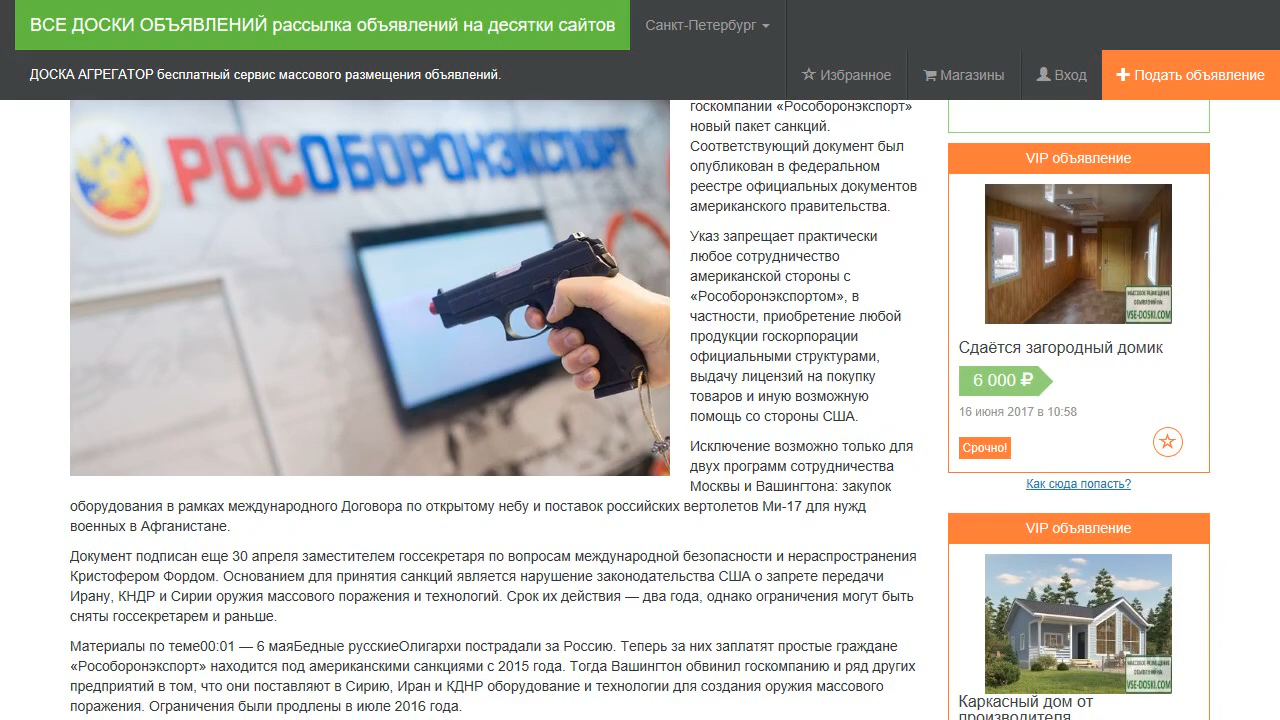 ВСЕ ДОСКИ ОБЪЯВЛЕНИЙ рассылка объявлений на десятки сайтов
Санкт-Петербург
ДОСКА АГРЕГАТОР бесплатный сервис массового размещения объявлений.
Избранное
Магазины
Вход
Подать объявление
РОСОБОРОНЭКСПОРТ
госкомпании «Рособоронэкспорт»
новый пакет санкций.
Соответствующий документ был
опубликован в федеральном
реестре официальных документов
американского правительства.
Указ запрещает практически
любое сотрудничество
американской стороны с
«Рособоронэкспортом», в
частности, приобретение любой
продукции госкорпорации
официальными структурами,
выдачу лицензий на покупку
товаров и иную возможную
помощь со стороны США.
Исключение возможно только для
двух программ сотрудничества
Москвы и Вашингтона: закупок
оборудования в рамках международного Договора по открытому небу и поставок российских вертолетов Ми-17 для нужд
военных в Афганистане.
Документ подписан еще 30 апреля заместителем госсекретаря по вопросам международной безопасности и нераспространения
Кристофером Фордом. Основанием для принятия санкций является нарушение законодательства США о запрете передачи
Ирану, КНДР и Сирии оружия массового поражения и технологий. Срок их действия — два года, однако ограничения могут быть
сняты госсекретарем и раньше.
Материалы по теме00:01 — 6 маяБедные русскиеОлигархи пострадали за Россию. Теперь за них заплатят простые граждане
«Рособоронэкспорт» находится под американскими санкциями с 2015 года. Тогда Вашингтон обвинил госкомпанию и ряд других
предприятий в том, что они поставляют в Сирию, Иран и КДНР оборудование и технологии для создания оружия массового
поражения. Ограничения были продлены в июле 2016 года.
VIP объявление
МАССОВОЕ РАЗМЕЩЕНИЕ
ОБЪЯВЛЕНИЙ НА:
VSE-DOSKI.COM
Сдаётся загородный домик
6 000 ₽
16 июня 2017 в 10:58
Срочно!
Как сюда попасть?
VIP объявление
МАССОВОЕ РАЗМЕЩЕНИЕ
ОБЪЯВЛЕНИЙ НА:
VSE-DOSKI.COM
Каркасный дом от
производителя